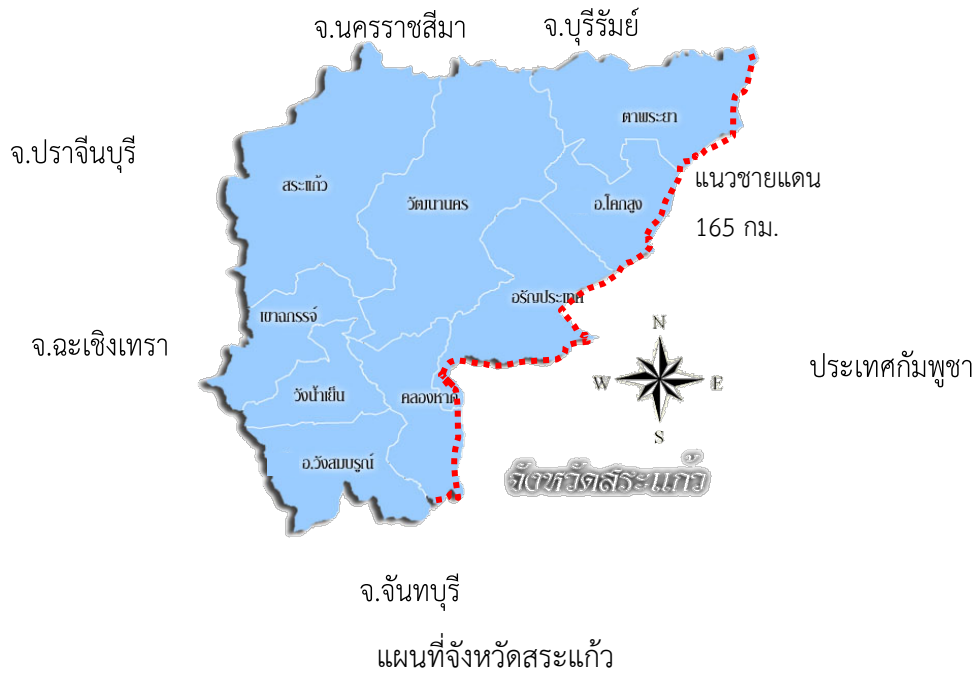 จ.นครราชสีมา
จ.บุรีรัมย์
ตาพระยา
จ.ปราจีนบุรี
แนวชายแดน
165 กม.
สระแก้ว
วัฒนานคร
อ.โคกสูง
อรัญประเทศ
เขาฉกรรจ์
N
จ.ฉะเชิงเทรา
ประเทศกัมพูชา
W
E
วังน้ำเย็น
คลองหาด
S
อ.วังสมบูรณ์
จังหวัดสระแก้ว
จ.จันทบุรี
แผนที่จังหวัดสระแก้ว